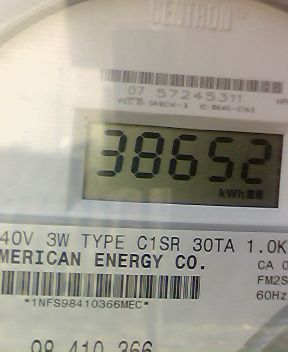 CENTRON®
07 57245311
38652
kWh
40V 3W TYPE C1SR 30TA 1.0K
MERICAN ENERGY CO.
CA 0
FM2S
60Hz
*1NFS98410366MEC*
98 410 366